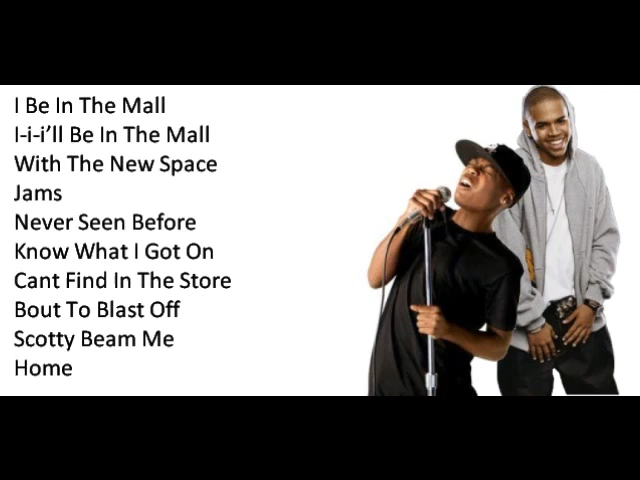 I Be In The Mall
I-i-i’ll Be In The Mall
With The New Space
Jams
Never Seen Before
Know What I Got On
Cant Find In The Store
Bout To Blast Off
Scotty Beam Me
Home